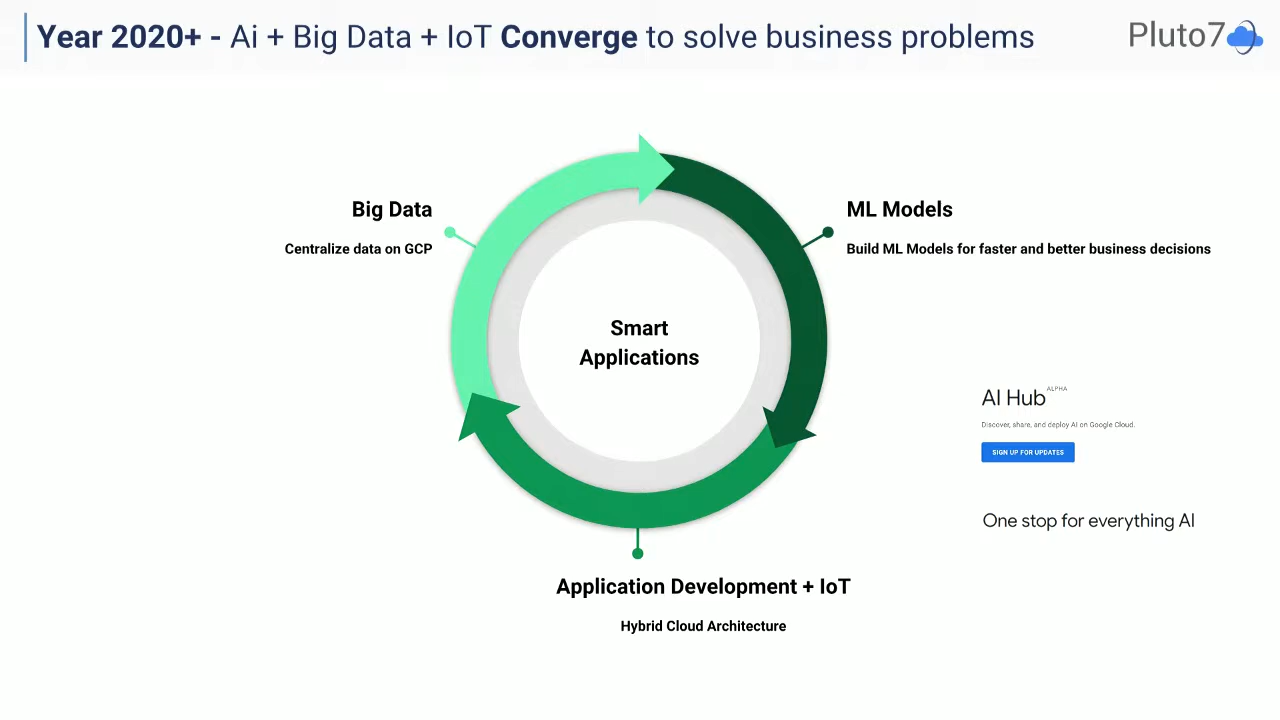 Year 2020+ - Ai + Big Data + IoT Converge to solve business problems
Pluto7
Big Data
Centralize data on GCP
ML Models
Build ML Models for faster and better business decisions
Smart
Applications
AI Hub ALPHA
Discover, share, and deploy AI on Google Cloud.
SIGN UP FOR UPDATES
One stop for everything AI
Application Development + IoT
Hybrid Cloud Architecture